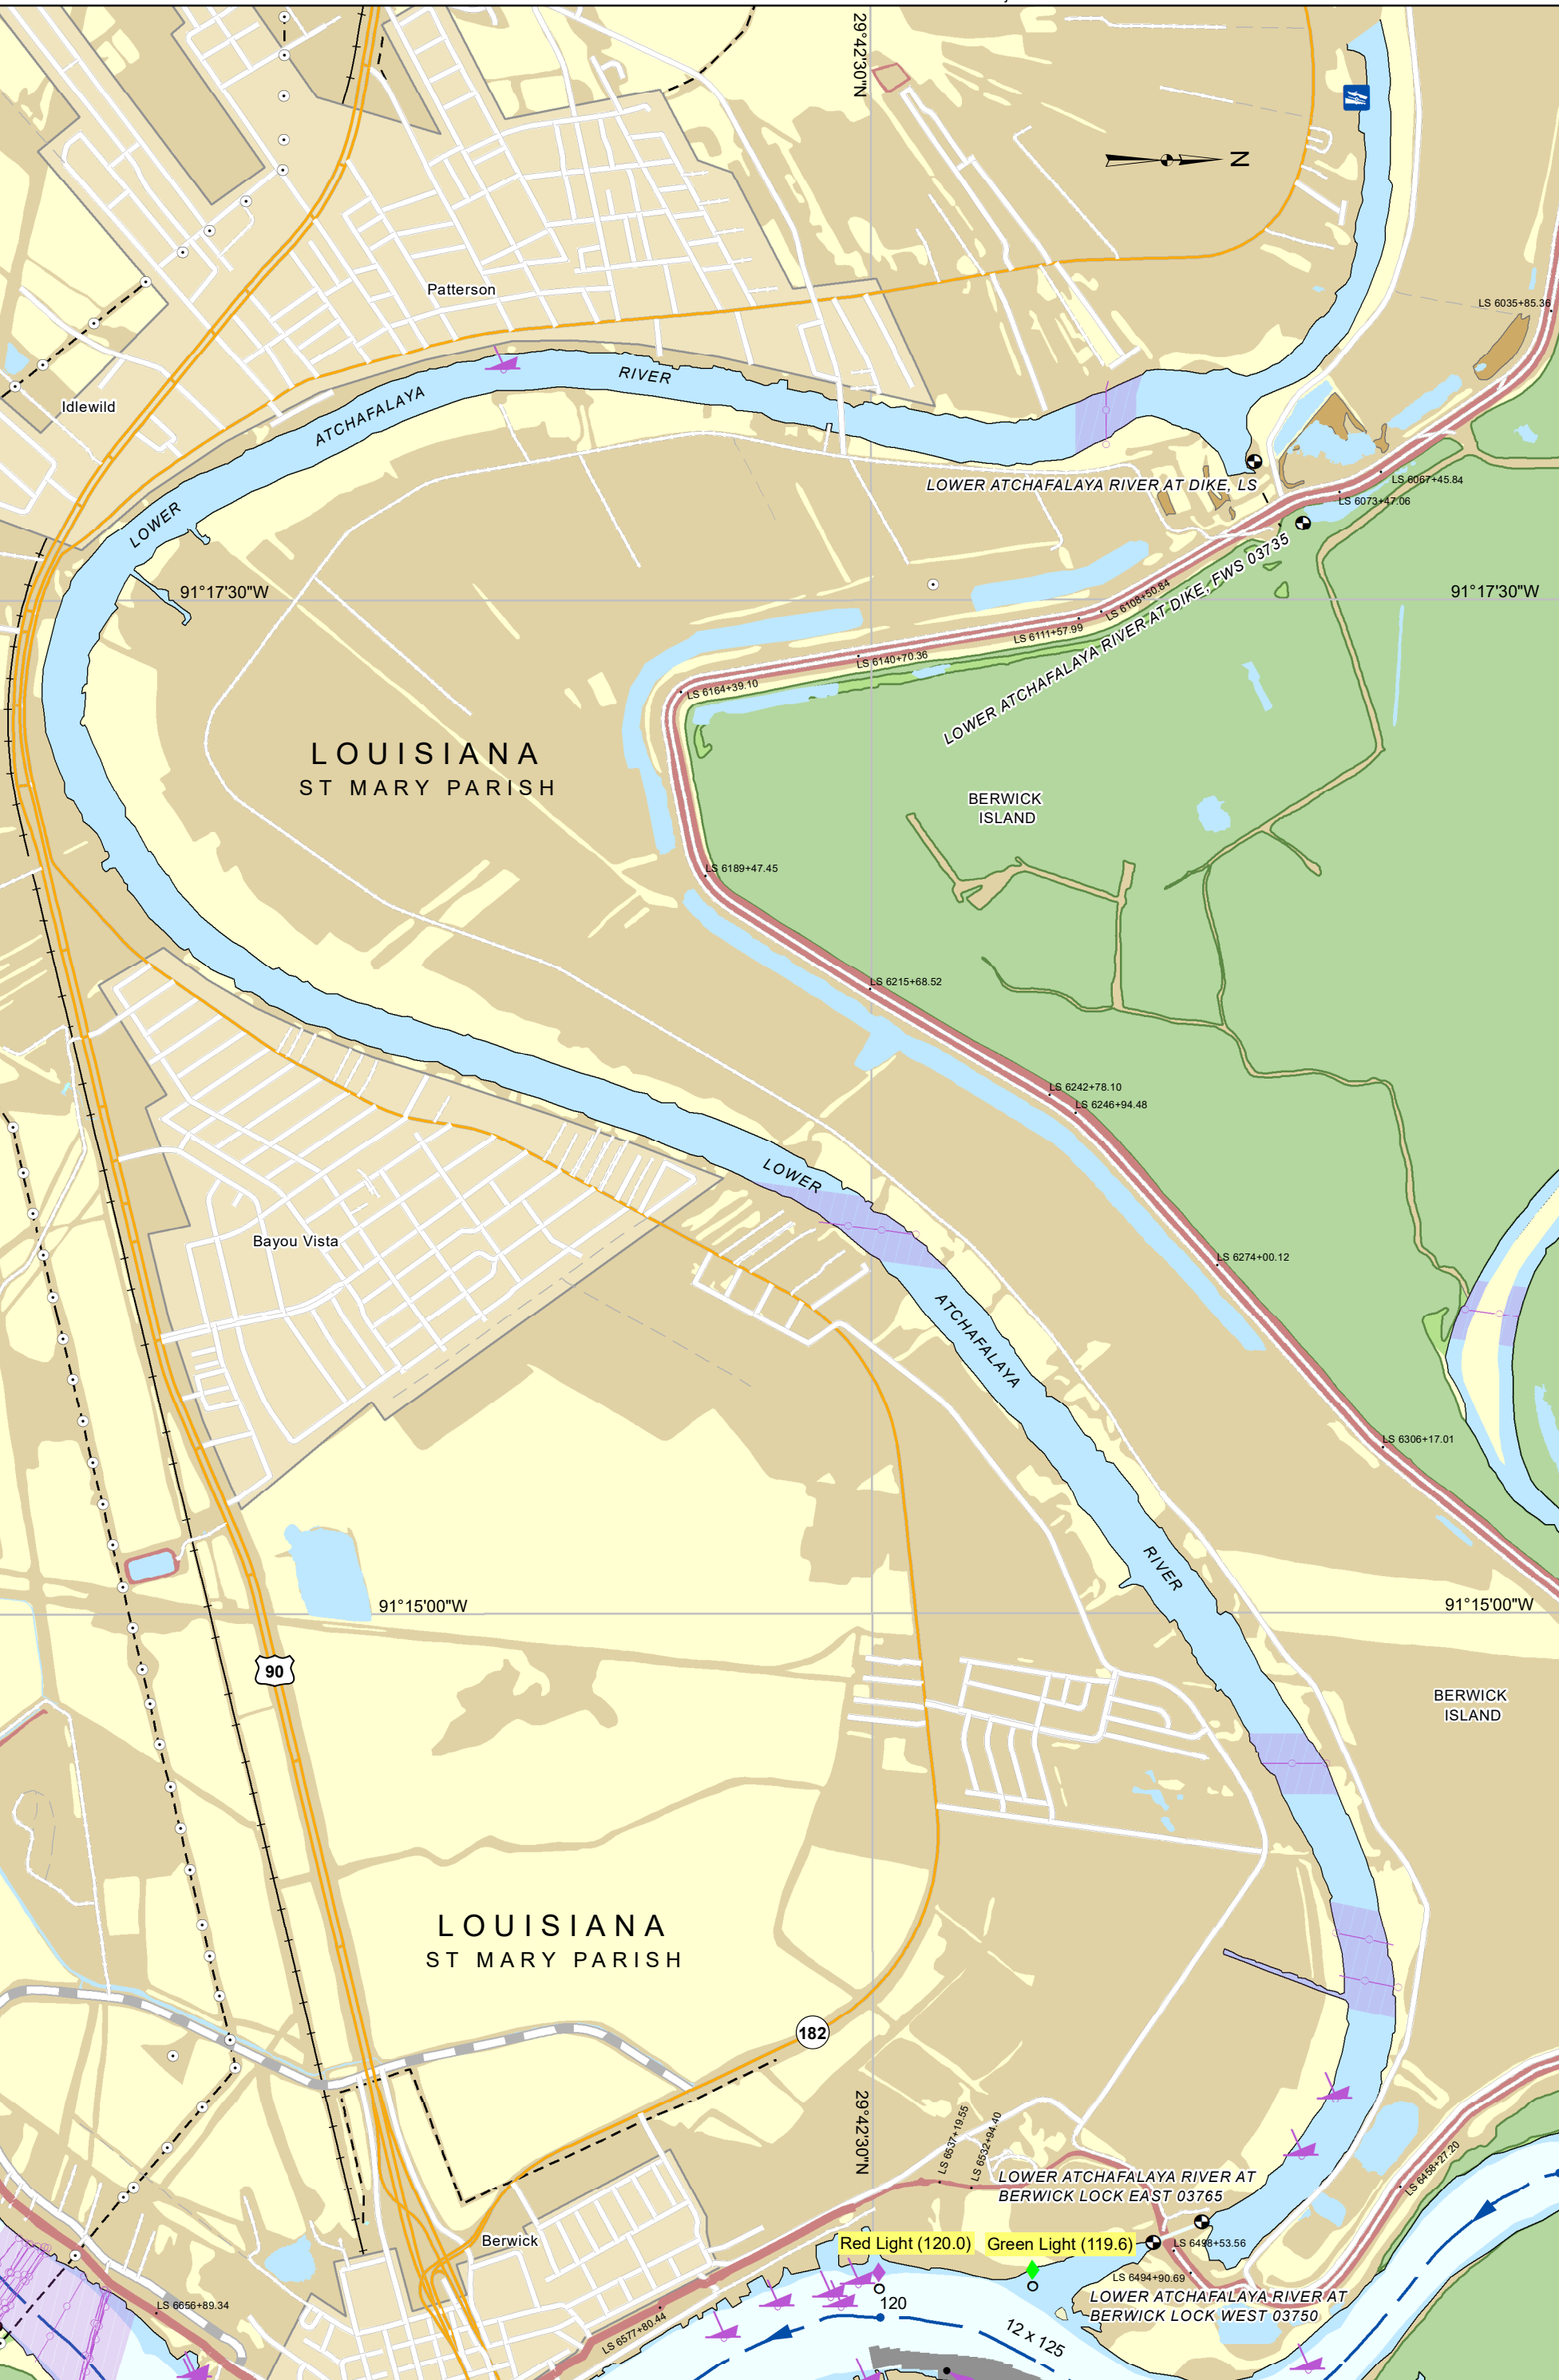 29°42'30"N
N
Patterson
LS 6035+85.36
RIVER
ATCHAFALAYA
Idlewild
LS 6067+45.84
LOWER ATCHAFALAYA RIVER AT DIKE, LS
LS 6073+47.06
LOWER
LOWER ATCHAFALAYA RIVER AT DIKE, FWS 03735
91°17'30"W
91°17'30"W
LS 6108+50.84
LS 6111+57.99
LS 6140+70.36
LS 6164+39.10
LOUISIANA
ST MARY PARISH
BERWICK
ISLAND
LS 6189+47.45
LS 6215+68.52
LS 6242+78.10
LS 6246+94.48
LOWER
Bayou Vista
LS 6274+00.12
ATCHAFALAYA
LS 6306+17.01
RIVER
91°15'00"W
91°15'00"W
90
BERWICK
ISLAND
LOUISIANA
ST MARY PARISH
182
29°42'30"N
LS 6537+19.55
LS 6532+94.40
LS 6458+27.20
LOWER ATCHAFALAYA RIVER AT
BERWICK LOCK EAST 03765
Berwick
Red Light (120.0)
Green Light (119.6)
LS 6498+53.56
LS 6494+90.69
LOWER ATCHAFALAYA RIVER AT
BERWICK LOCK WEST 03750
LS 6656+89.34
120
LS 6577+80.44
12 x 125